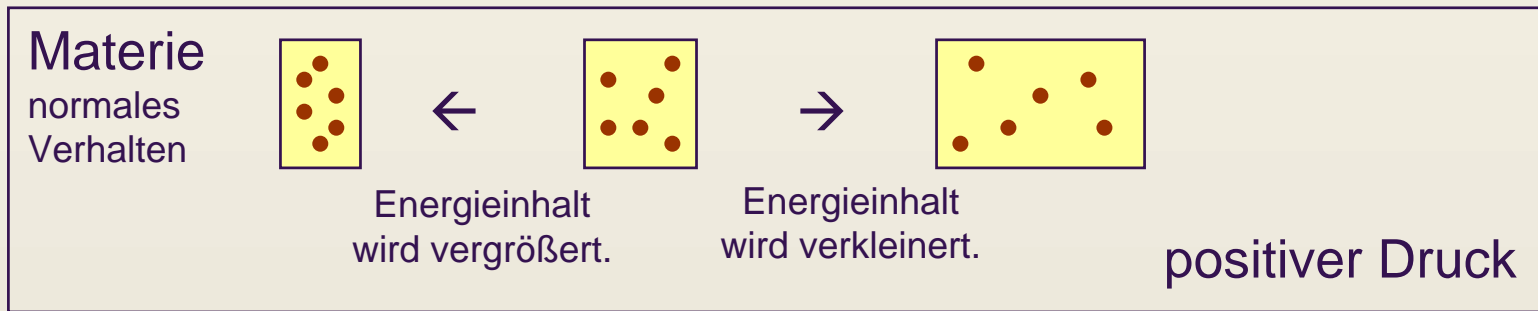 Materie
normales
Verhalten
← →
Energieinhalt
wird vergrößert.
Energieinhalt
wird verkleinert.
positiver Druck